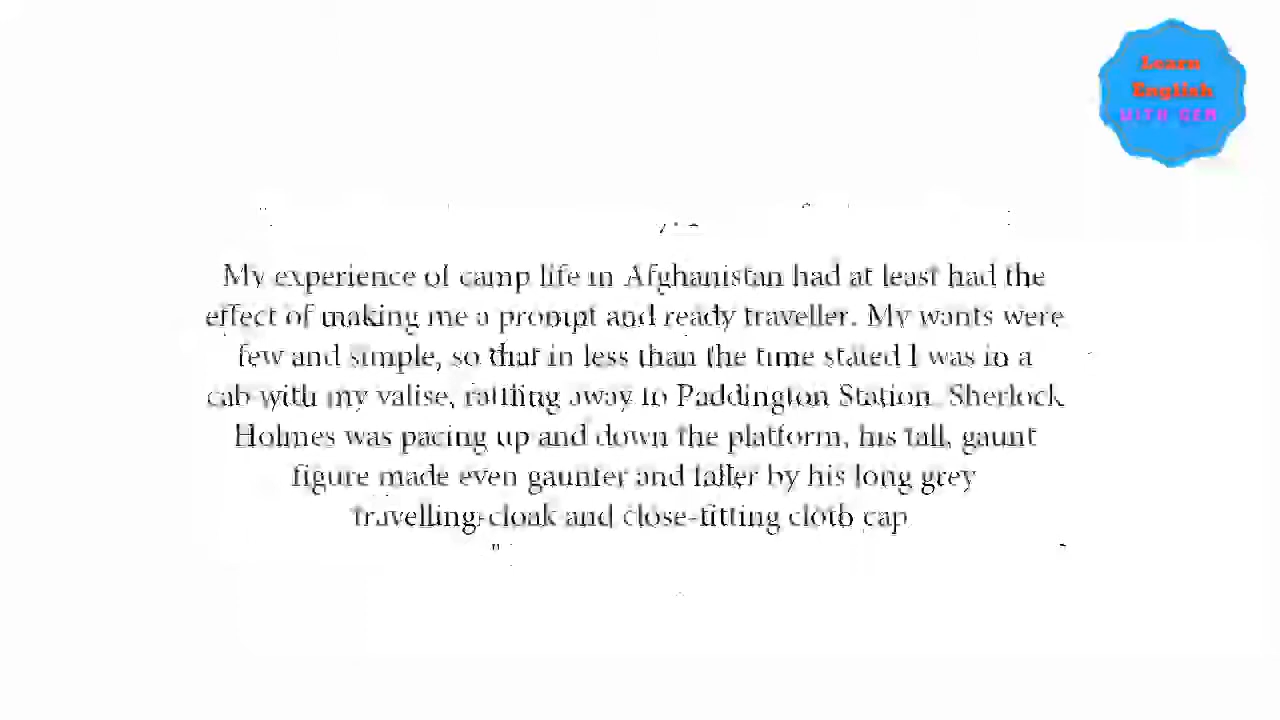 Learn
English
WITH GEM
My experience of camp life in Afghanistan had at least had the
effect of making me a prompt and ready traveller. My wants were
few and simple, so that in less than the time stated I was in a
cab with my valise, rattling away to Paddington Station. Sherlock
Holmes was pacing up and down the platform, his tall, gaunt
figure made even gaunter and taller by his long grey
travelling-cloak and close-fitting cloth cap